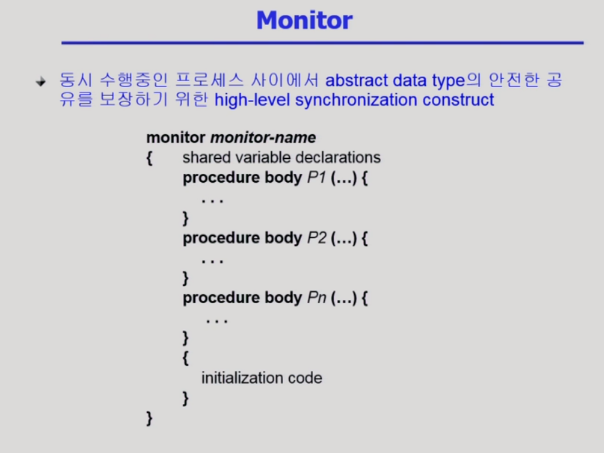 Monitor
동시 수행중인 프로세스 사이에서 abstract data type의 안전한 공
유를 보장하기 위한 high-level synchronization construct
monitor monitor-name
{ shared variable declarations
procedure body P1 (...) {
...
}
procedure body P2 (...) {
...
}
procedure body Pn (...) {
...
}
{
initialization code
}
}